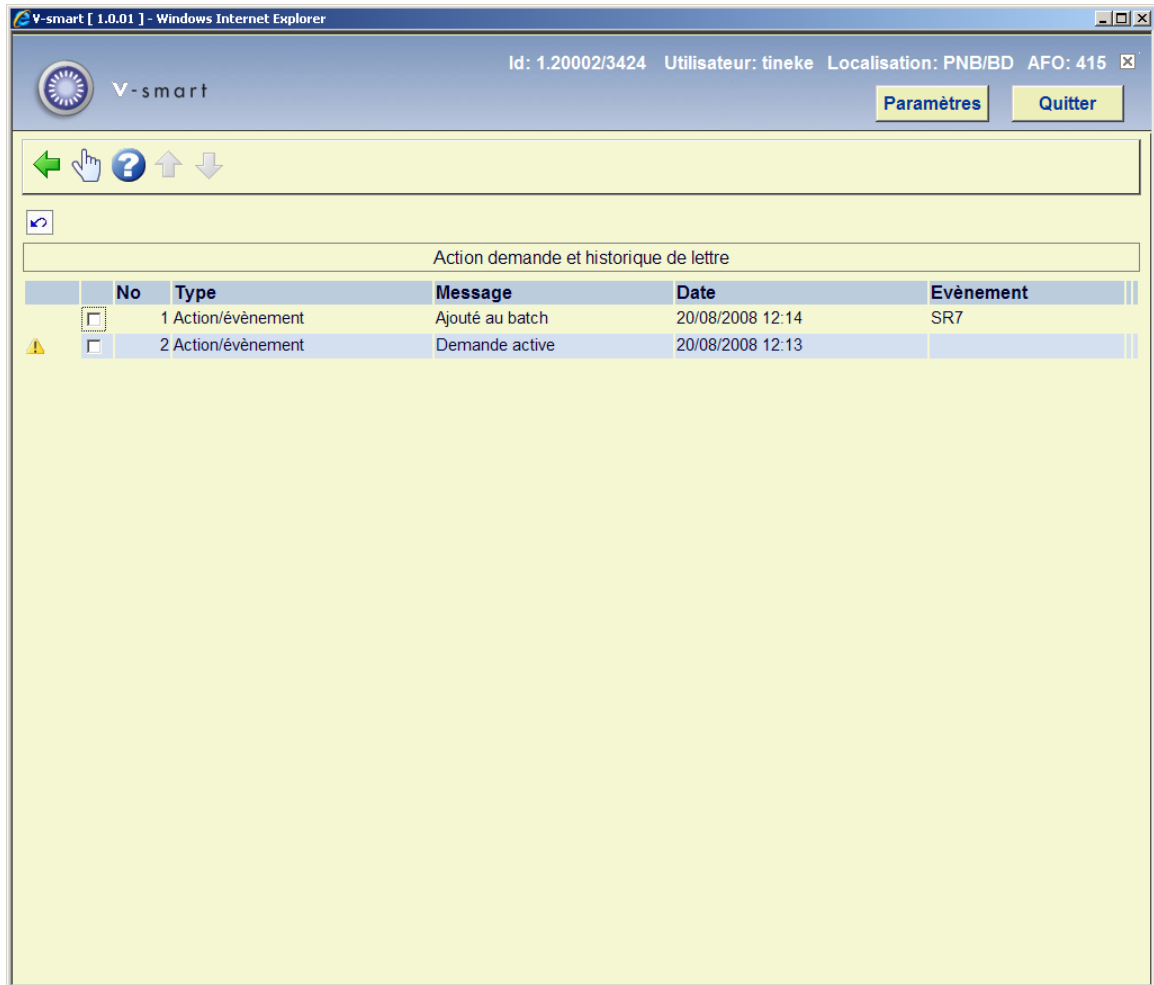 V-smart [ 1.0.01 ] - Windows Internet Explorer
Id: 1.20002/3424 Utilisateur: tineke Localisation: PNB/BD AFO: 415
V-smart
Paramètres Quitter
Action demande et historique de lettre
No Type Message Date Evènement
1 Action/évènement Ajouté au batch 20/08/2008 12:14 SR7
2 Action/évènement Demande active 20/08/2008 12:13